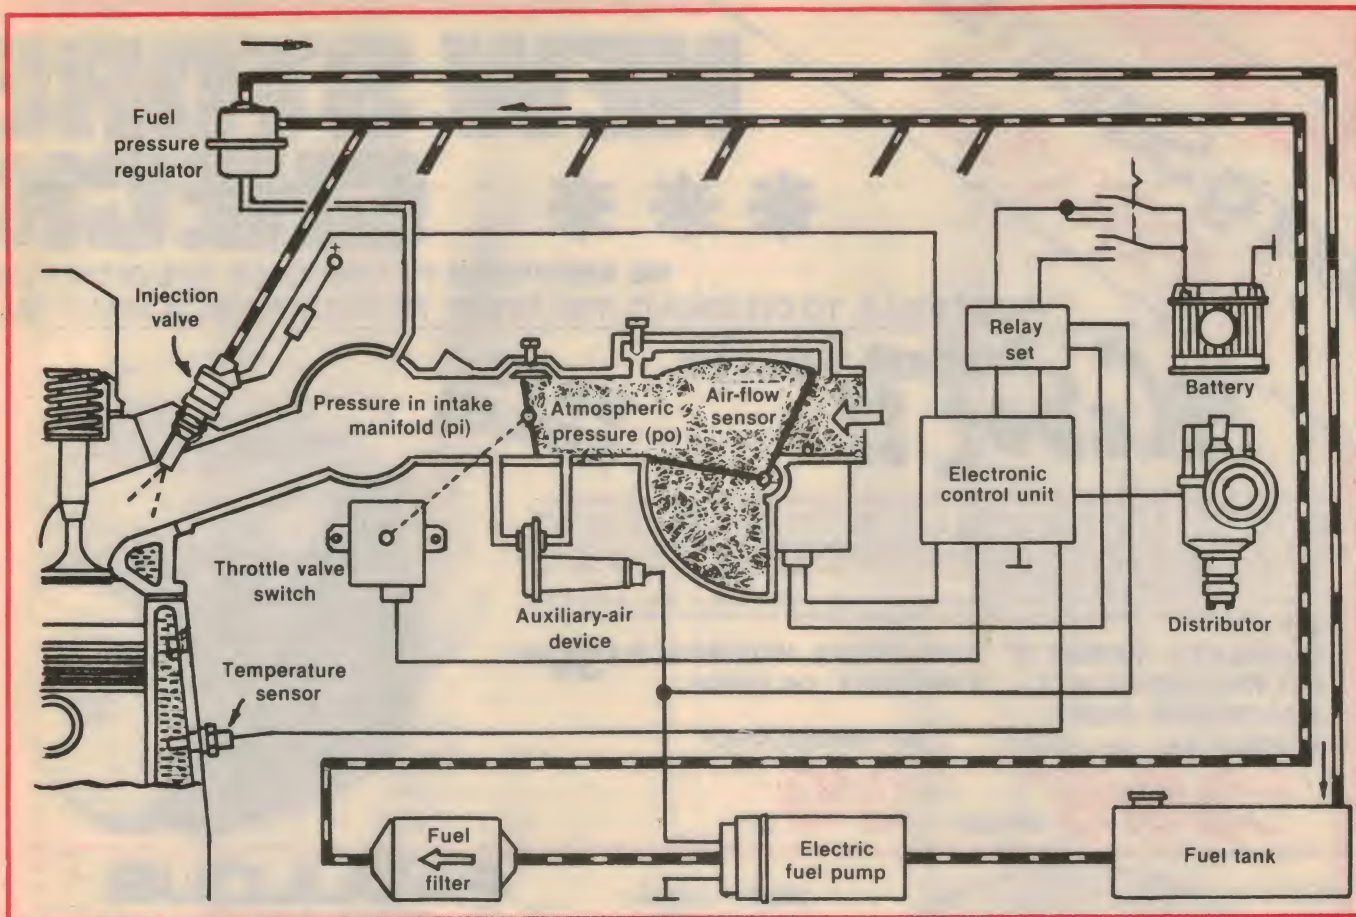 Fuel
pressure
regulator
Injection
valve
+
Pressure in intake
manifold (pi)
Atmospheric
pressure (po)
Air-flow
sensor
Relay
set
Battery
Electronic
control unit
Distributor
Throttle valve
switch
Auxiliary-air
device
Temperature
sensor
Fuel
filter
Electric
fuel pump
Fuel tank